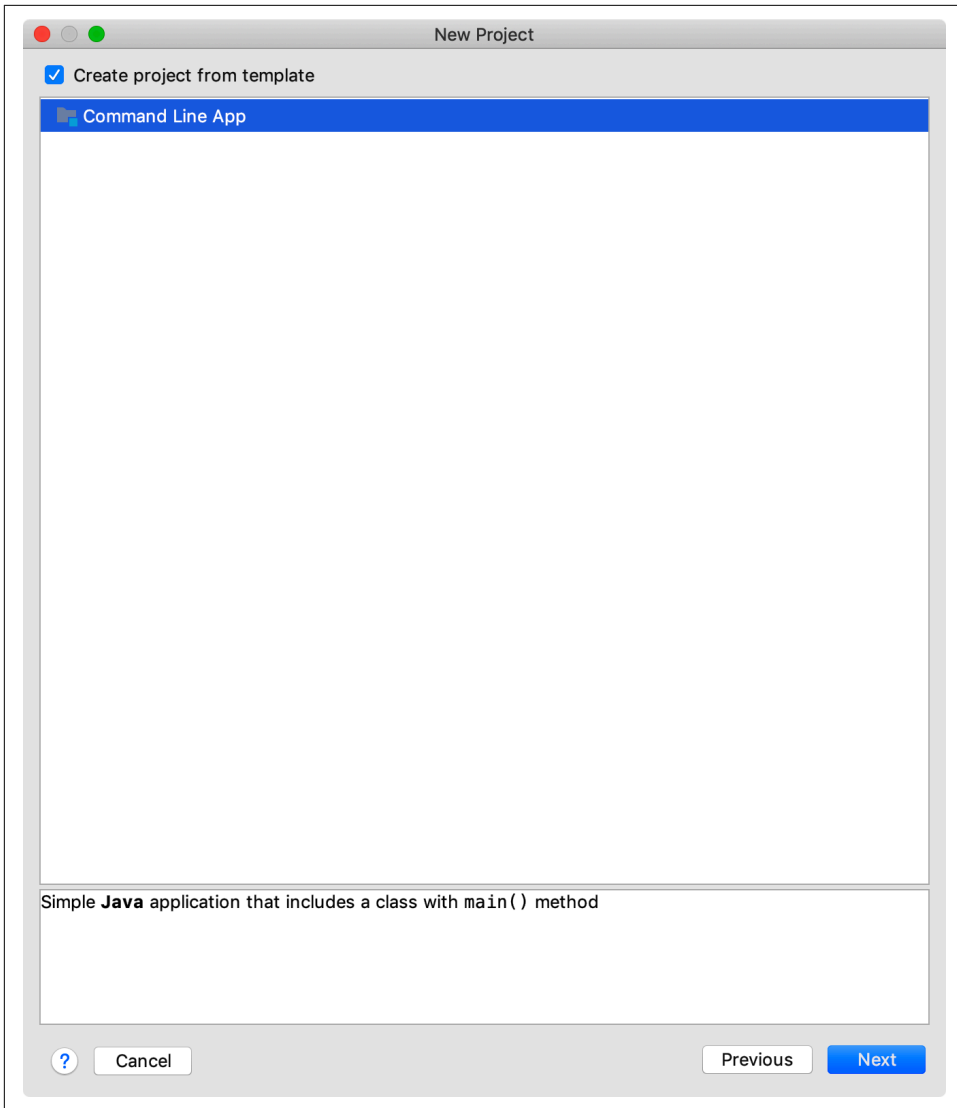 New Project
Create project from template
Command Line App
Simple Java application that includes a class with main() method
? Cancel Previous Next